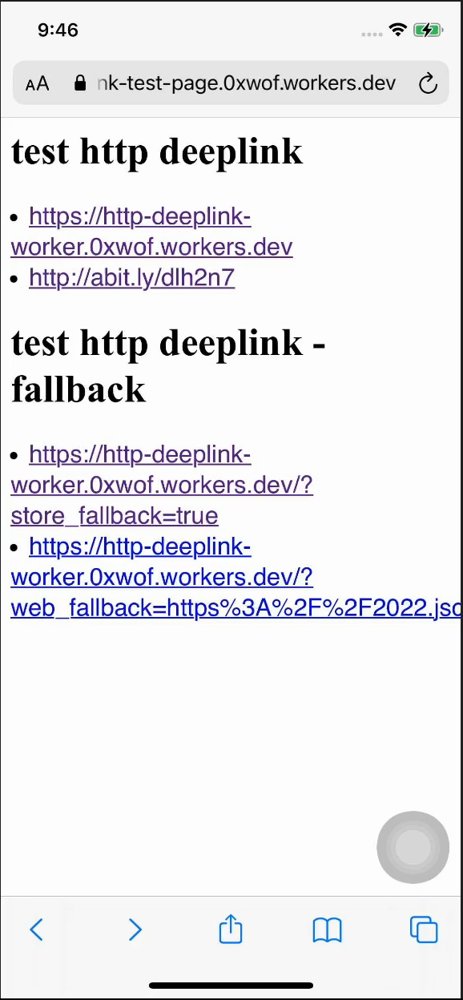 9:46
AA nk-test-page.0xwof.workers.dev
test http deeplink
• https://http-deeplink-
worker.0xwof.workers.dev
• http://abit.ly/dlh2n7
test http deeplink -
fallback
• https://http-deeplink-
worker.0xwof.workers.dev/?
store_fallback=true
• https://http-deeplink-
worker.0xwof.workers.dev/?
web_fallback=https%3A%2F%2F2022.jsc